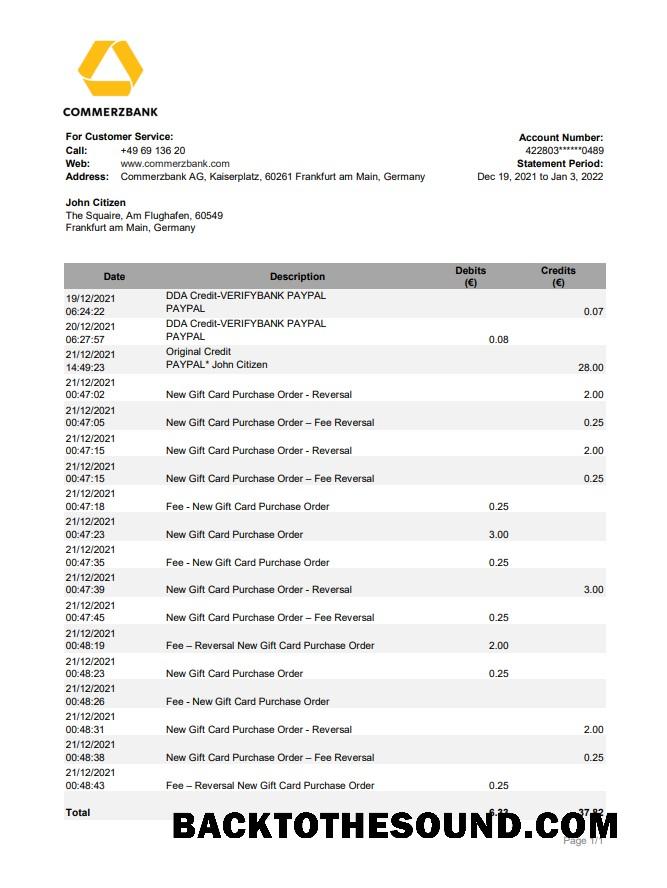 COMMERZBANK
For Customer Service:
Call: +49 69 136 20
Web: www.commerzbank.com
Address: Commerzbank AG, Kaiserplatz, 60261 Frankfurt am Main, Germany
Account Number:
422803******0489
Statement Period:
Dec 19, 2021 to Jan 3, 2022
John Citizen
The Squaire, Am Flughafen, 60549
Frankfurt am Main, Germany
Date Description Debits (€) Credits (€)
19/12/2021 DDA Credit-VERIFYBANK PAYPAL
06:24:22 PAYPAL 0.07
20/12/2021 DDA Credit-VERIFYBANK PAYPAL
06:27:57 PAYPAL 0.08
21/12/2021 Original Credit
14:49:23 PAYPAL* John Citizen 28.00
21/12/2021
00:47:02 New Gift Card Purchase Order - Reversal 2.00
21/12/2021
00:47:05 New Gift Card Purchase Order – Fee Reversal 0.25
21/12/2021
00:47:15 New Gift Card Purchase Order - Reversal 2.00
21/12/2021
00:47:15 New Gift Card Purchase Order – Fee Reversal 0.25
21/12/2021
00:47:18 Fee - New Gift Card Purchase Order 0.25
21/12/2021
00:47:23 New Gift Card Purchase Order 3.00
21/12/2021
00:47:35 Fee - New Gift Card Purchase Order 0.25
21/12/2021
00:47:39 New Gift Card Purchase Order - Reversal 3.00
21/12/2021
00:47:45 New Gift Card Purchase Order – Fee Reversal 0.25
21/12/2021
00:48:19 Fee – Reversal New Gift Card Purchase Order 2.00
21/12/2021
00:48:23 New Gift Card Purchase Order 0.25
21/12/2021
00:48:26 Fee - New Gift Card Purchase Order
21/12/2021
00:48:31 New Gift Card Purchase Order - Reversal 2.00
21/12/2021
00:48:38 New Gift Card Purchase Order – Fee Reversal 0.25
21/12/2021
00:48:43 Fee – Reversal New Gift Card Purchase Order 0.25
Total 6.33 37.82
BACKTOTHESOUND.COM
Page 1/1